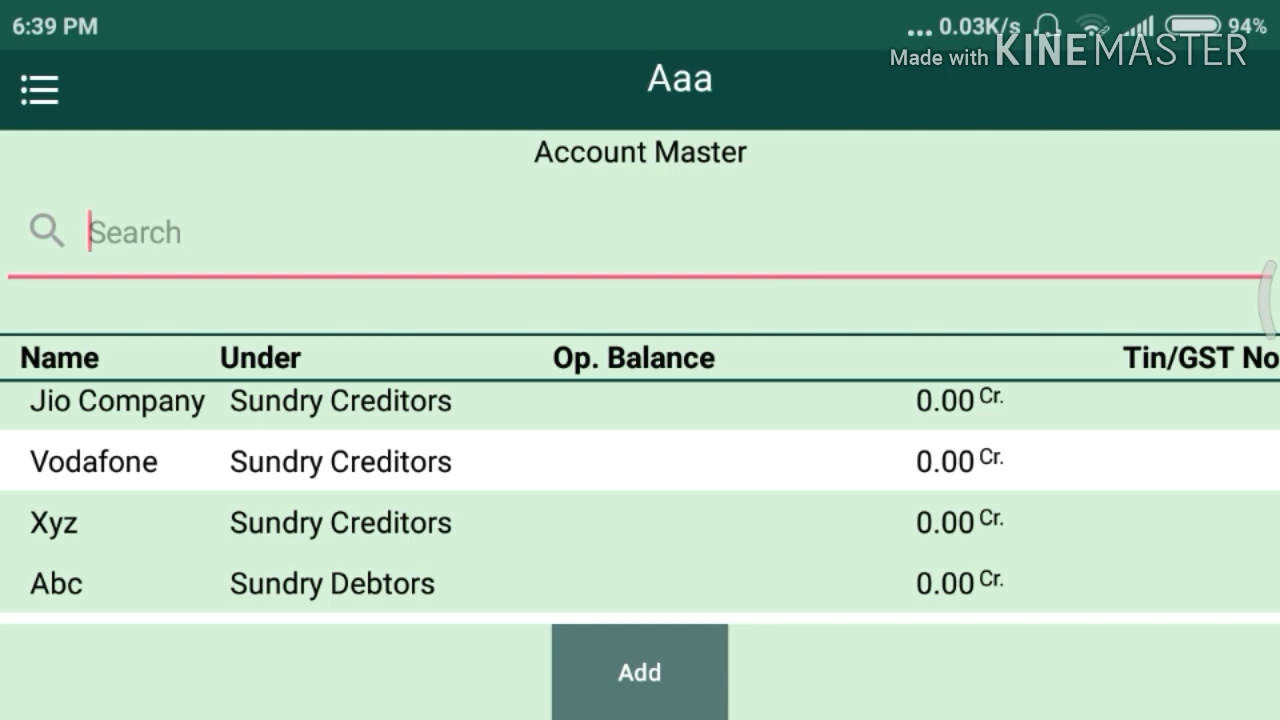 6:39 PM ... 0.03K/s 94%
Made with KINEMASTER
Aaa
Account Master
Search
Name Under Op. Balance Tin/GST No
Jio Company Sundry Creditors 0.00 Cr.
Vodafone Sundry Creditors 0.00 Cr.
Xyz Sundry Creditors 0.00 Cr.
Abc Sundry Debtors 0.00 Cr.
Add